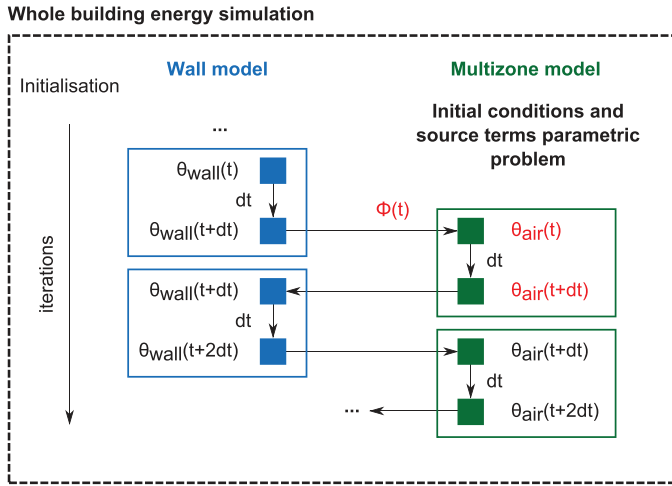 Whole building energy simulation
Wall model
Multizone model
Initialisation
Initial conditions and
source terms parametric
problem
...
θwall(t)
dt
θwall(t+dt)
Φ(t)
θair(t)
dt
θair(t+dt)
iterations
θwall(t+dt)
dt
θwall(t+2dt)
θair(t+dt)
dt
θair(t+2dt)
...